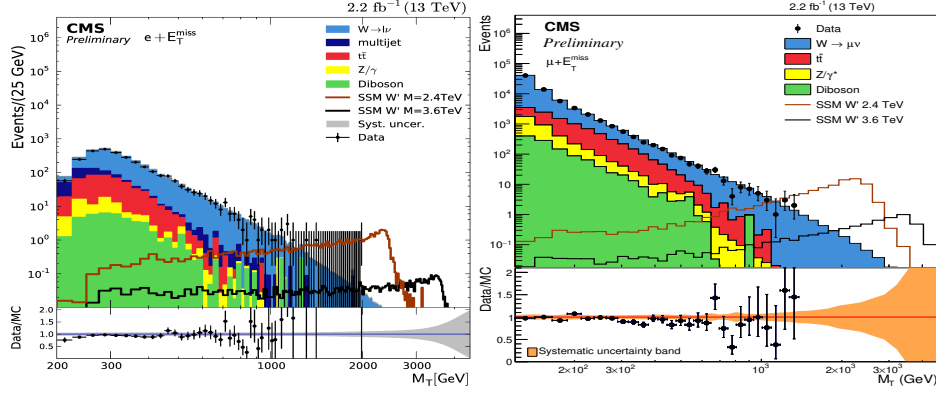 2.2 fb⁻¹ (13 TeV)
CMS
Preliminary e+E_T^miss
W→lν
multijet
tt̄
Z/γ
Diboson
SSM W' M=2.4TeV
SSM W' M=3.6TeV
Syst. uncer.
Data
Events/(25 GeV)
10⁶
10⁵
10⁴
10³
10²
10¹
10⁰
10⁻¹
Data/MC
2.0
1.5
1.0
0.5
200 300 1000 2000 3000
M_T[GeV]
2.2 fb⁻¹ (13 TeV)
CMS
Preliminary
μ+E_T^miss
Data
W → μν
tt̄
Z/γ*
Diboson
SSM W' 2.4 TeV
SSM W' 3.6 TeV
Events
10⁶
10⁵
10⁴
10³
10²
10
1
10⁻¹
Data/MC
2
1.5
1
0.5
0
Systematic uncertainty band
2×10² 3×10² 10³ 2×10³ 3×10³
M_T (GeV)